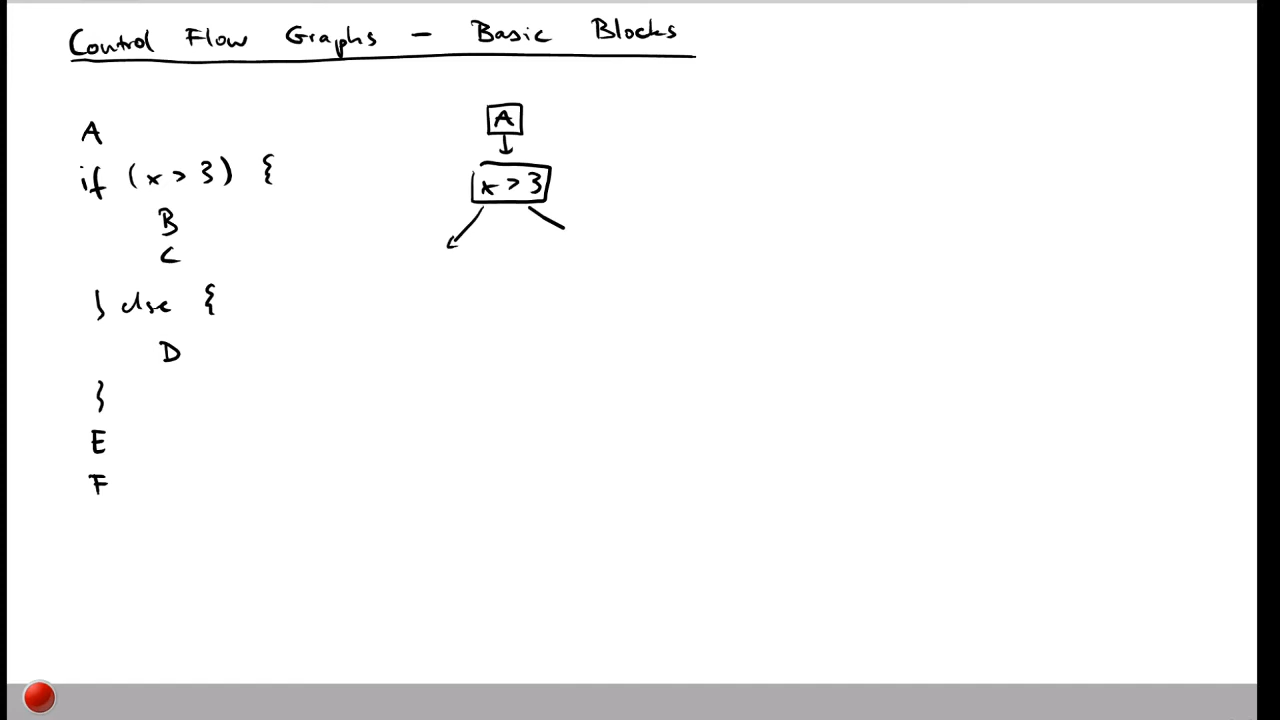 Control Flow Graphs - Basic Blocks
A
if (x > 3) {
B
C
} else {
D
}
E
F
A
x > 3